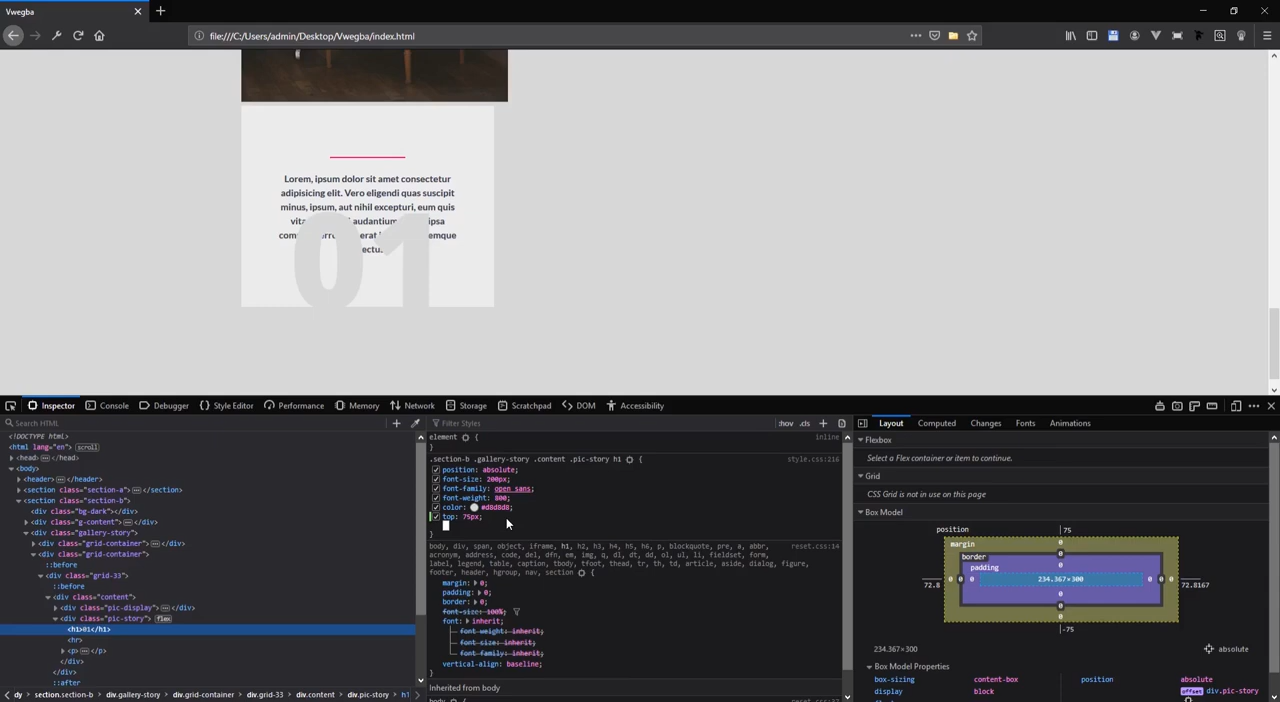 Vwegba
file:///C:/Users/admin/Desktop/Vwegba/index.html
Lorem, ipsum dolor sit amet consectetur
adipisicing elit. Vero eligendi quas suscipit
minus, ipsum, aut nihil excepturi, eum quis
01
Inspector Console Debugger Style Editor Performance Memory Network Storage Scratchpad DOM Accessibility
Search HTML
<!DOCTYPE html>
<html lang="en"> scroll
<head> </head>
<body>
<header> </header>
<section class="section-a"> </section>
<section class="section-b">
<div class="bg-dark"></div>
<div class="g-content"> </div>
<div class="gallery-story">
<div class="grid-container"> </div>
<div class="grid-container">
::before
<div class="grid-33">
::before
<div class="content">
<div class="pic-display"> </div>
<div class="pic-story"> flex
<h1>01</h1>
<hr>
<p> </p>
</div>
</div>
::after
dy section.section-b div.gallery-story div.grid-container div.grid-33 div.content div.pic-story h1
Filter Styles :hov .cls
element { inline
}
.section-b .gallery-story .content .pic-story h1 { style.css:216
position: absolute;
font-size: 200px;
font-family: open sans;
font-weight: 800;
color: #d8d8d8;
top: 75px;
}
body, div, span, object, iframe, h1, h2, h3, h4, h5, h6, p, blockquote, pre, a, abbr, reset.css:14
acronym, address, code, del, dfn, em, img, q, dl, dt, dd, ol, ul, li, fieldset, form,
label, legend, table, caption, tbody, tfoot, thead, tr, th, td, article, aside, dialog, figure,
footer, header, hgroup, nav, section {
margin: 0;
padding: 0;
border: 0;
font-size: 100%;
font: inherit;
font-weight: inherit;
font-size: inherit;
font-family: inherit;
vertical-align: baseline;
}
Inherited from body
Layout Computed Changes Fonts Animations
Flexbox
Select a Flex container or item to continue.
Grid
CSS Grid is not in use on this page
Box Model
position 75
margin 0
border 0
padding 0
72.8 0 0 0 234.367×300 0 0 0 72.8167
0
0
0
-75
234.367×300 absolute
Box Model Properties
box-sizing content-box position absolute
display block offset div.pic-story